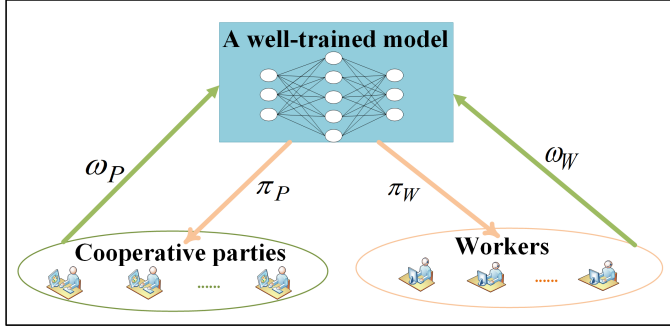 A well-trained model
ω_P
π_P
π_W
ω_W
Cooperative parties
Workers
......
......